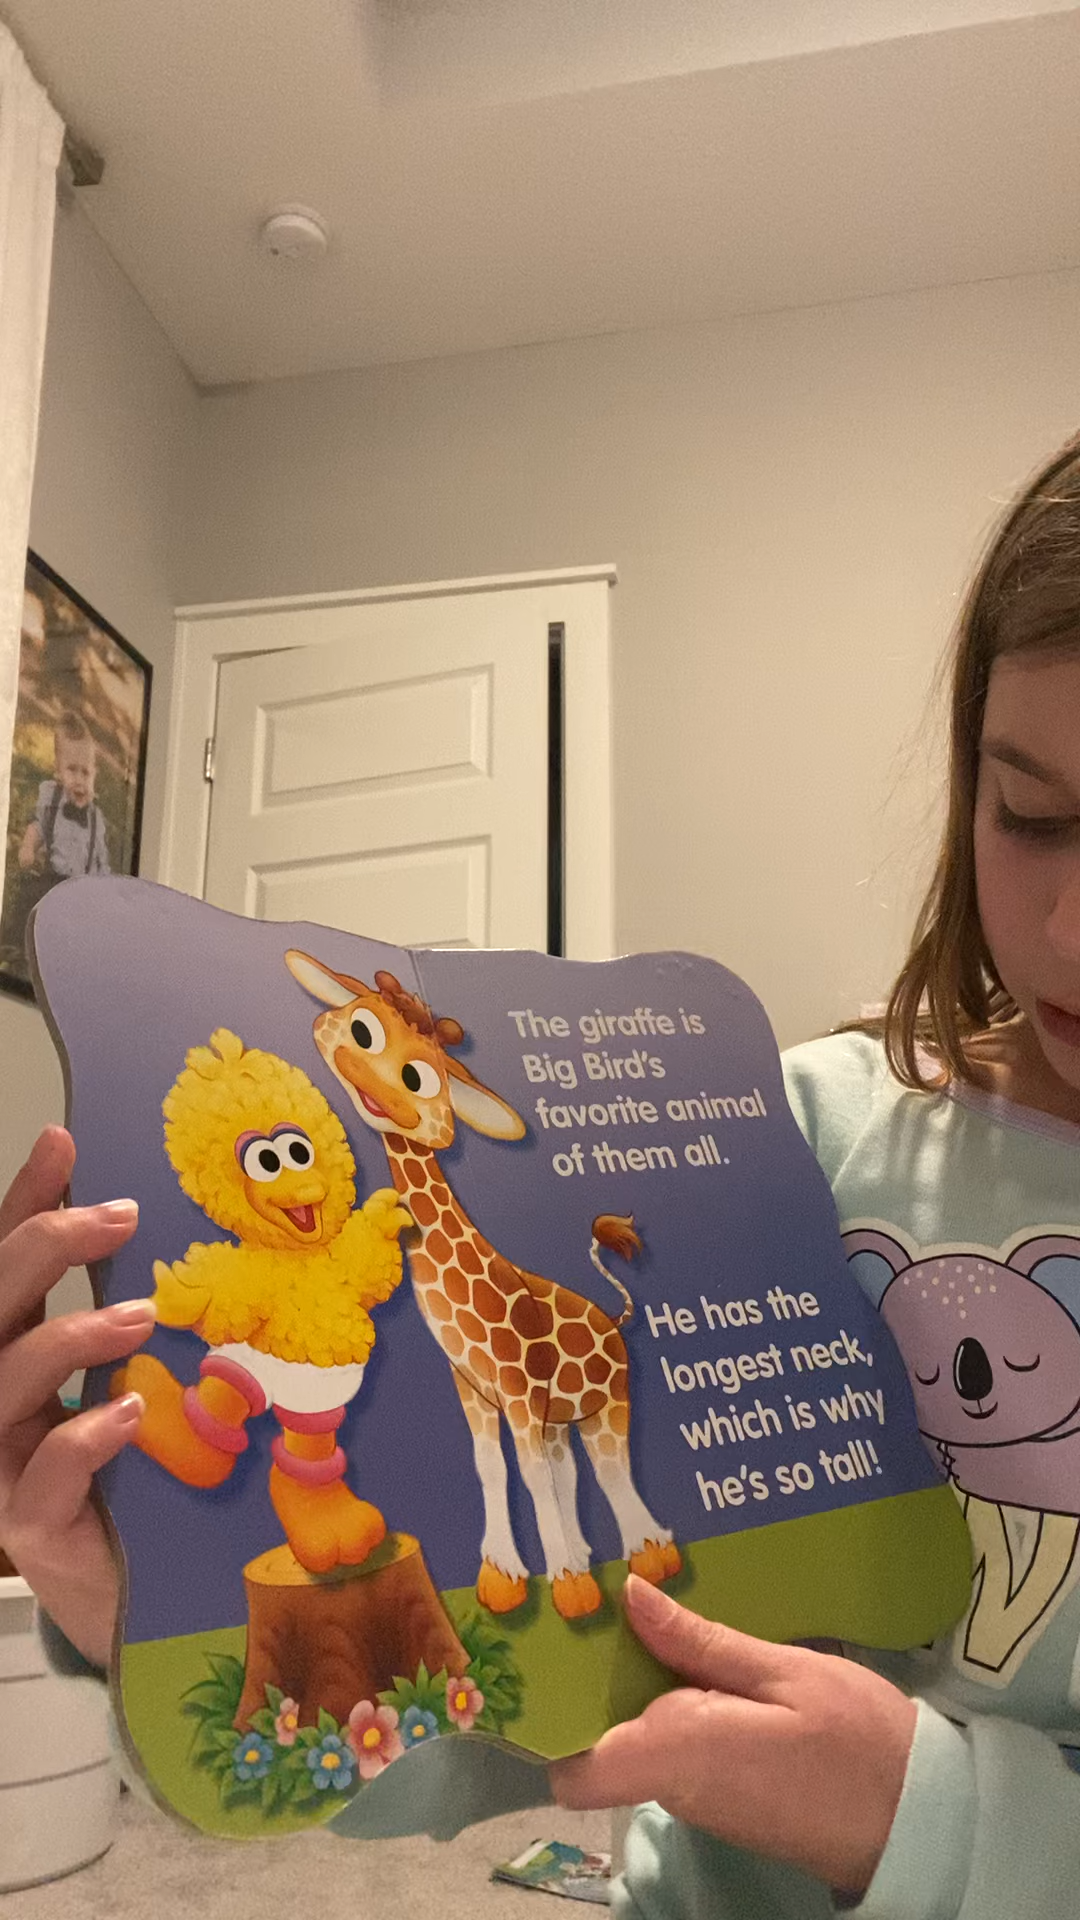 The giraffe is
Big Bird's
favorite animal
of them all.
He has the
longest neck,
which is why
he's so tall!